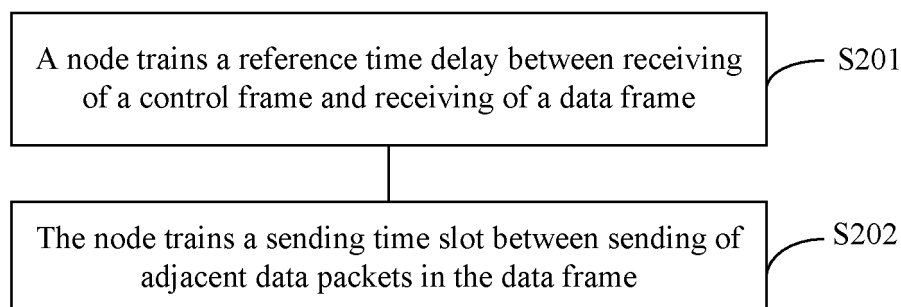 A node trains a reference time delay between receiving
of a control frame and receiving of a data frame
S201
The node trains a sending time slot between sending of
adjacent data packets in the data frame
S202